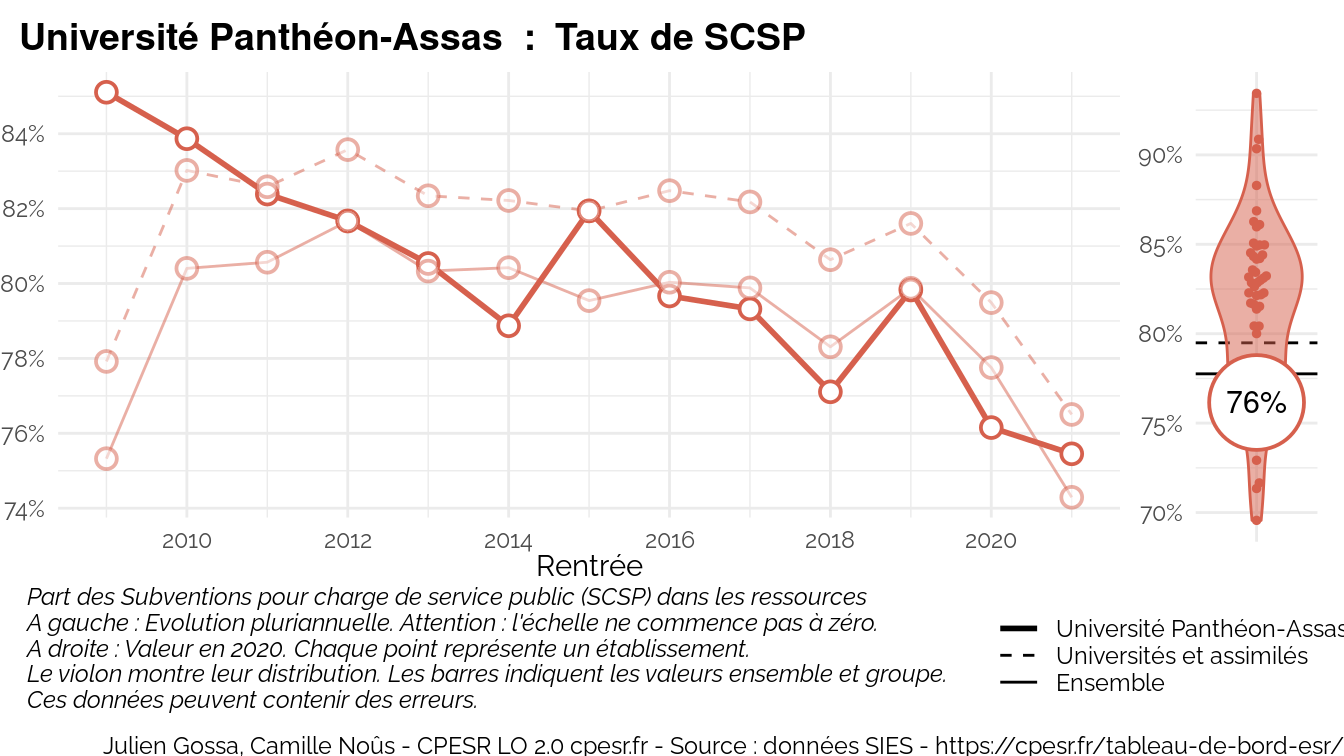 Université Panthéon-Assas  :  Taux de SCSP
84%
82%
80%
78%
76%
74%
2010 2012 2014 2016 2018 2020
Rentrée
90%
85%
80%
75%
70%
76%
Part des Subventions pour charge de service public (SCSP) dans les ressources
A gauche : Evolution pluriannuelle. Attention : l'échelle ne commence pas à zéro.
A droite : Valeur en 2020. Chaque point représente un établissement.
Le violon montre leur distribution. Les barres indiquent les valeurs ensemble et groupe.
Ces données peuvent contenir des erreurs.
Université Panthéon-Assas
Universités et assimilés
Ensemble
Julien Gossa, Camille Noûs - CPESR LO 2.0 cpesr.fr - Source : données SIES - https://cpesr.fr/tableau-de-bord-esr/